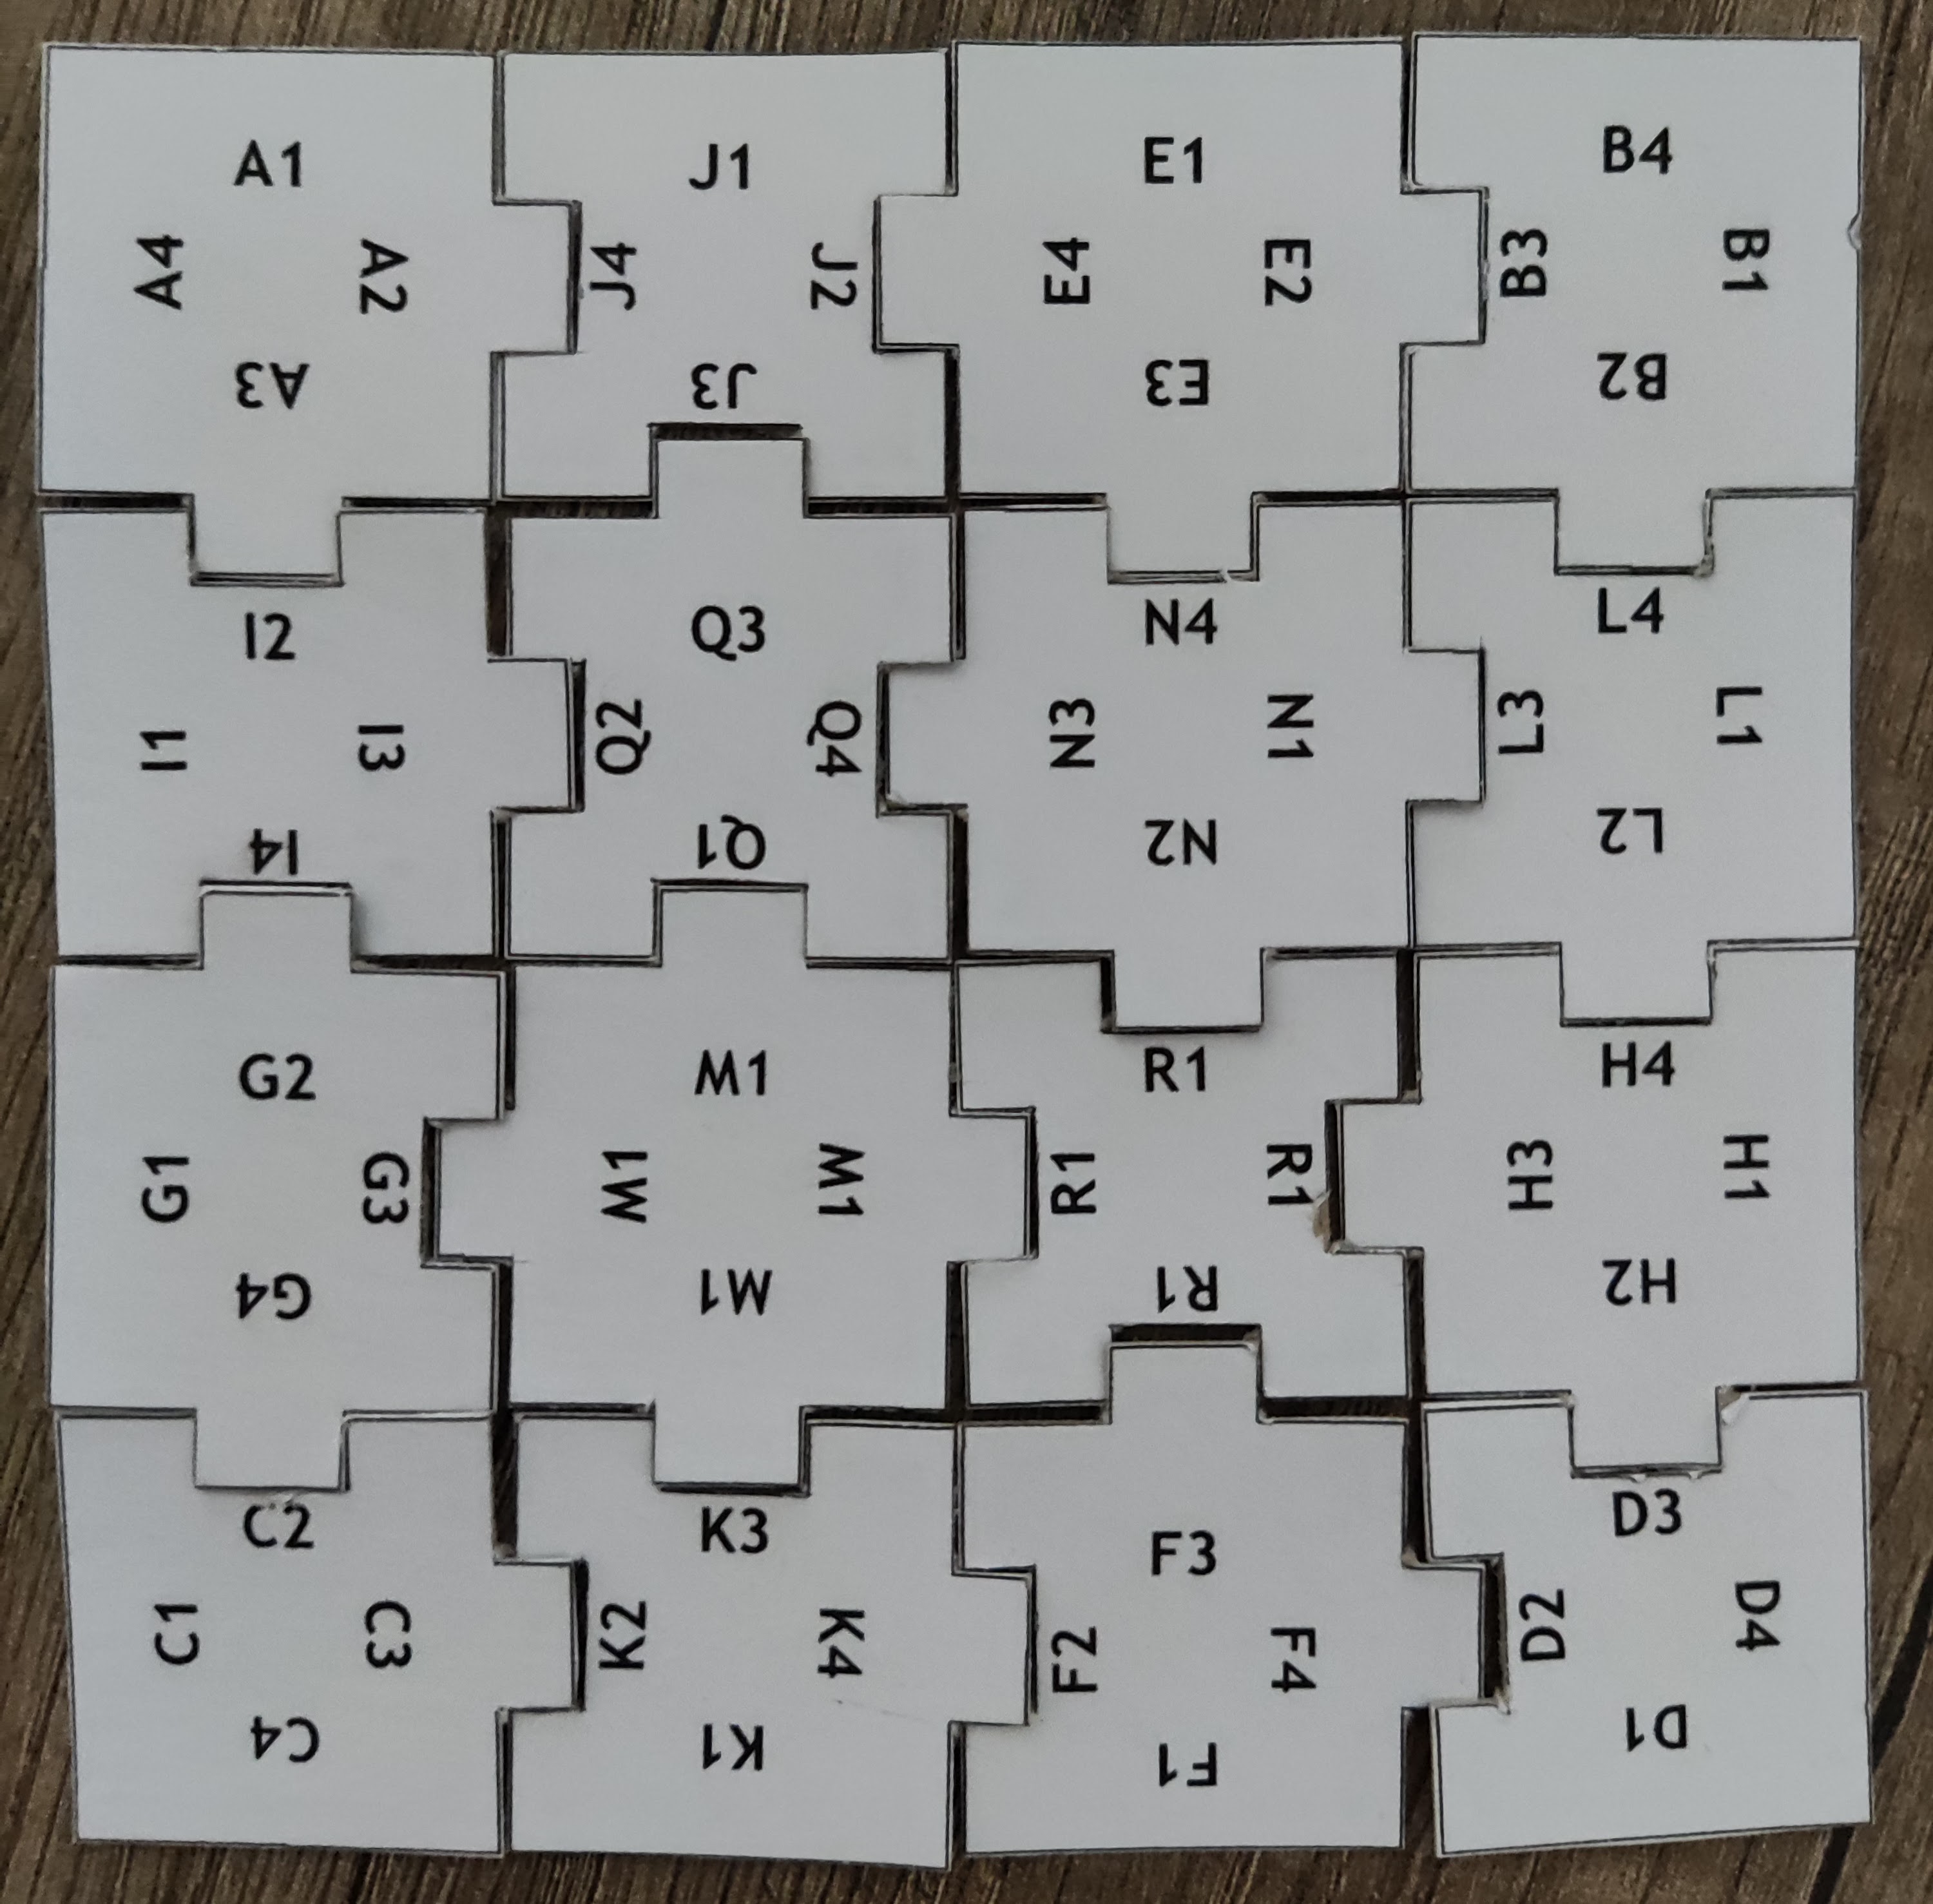 A1
A4 A2
A3
J1
J4 J2
J3
E1
E4 E2
E3
B4
B3 B1
B2
I2
I1 I3
I4
Q3
Q2 Q4
Q1
N4
N3 N1
N2
L4
L3 L1
L2
G2
G1 G3
G4
M1
M1 M1
M1
R1
R1 R1
R1
H4
H3 H1
H2
C2
C1 C3
C4
K3
K2 K4
K1
F3
F2 F4
F1
D3
D2 D4
D1